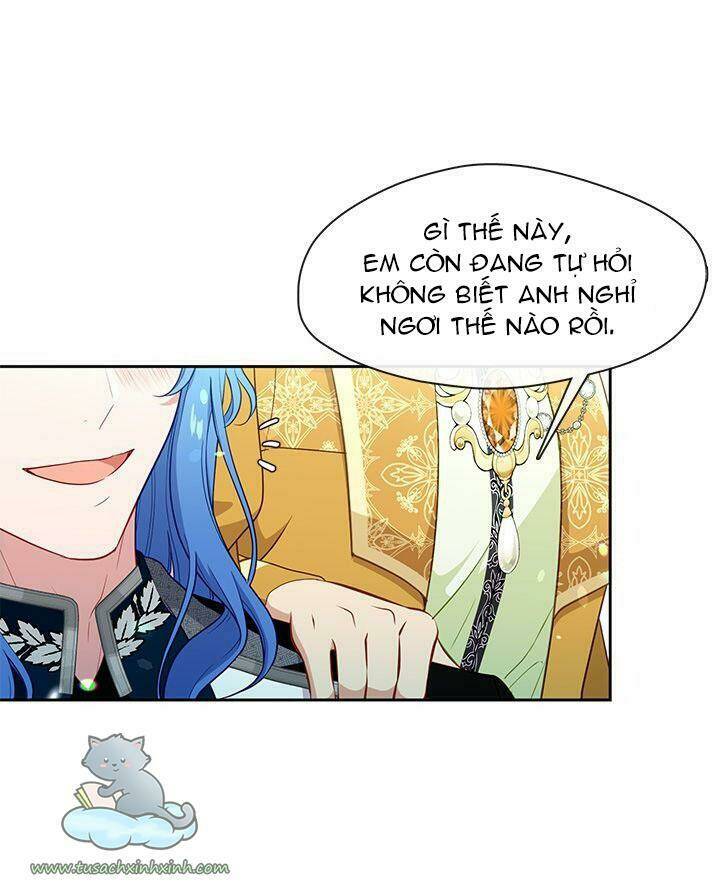 GÌ THẾ NÀY,
EM CÒN ĐANG TỰ HỎI
KHÔNG BIẾT ANH NGHỈ
NGƠI THẾ NÀO RỒI.
www.tusachxinhxinh.com